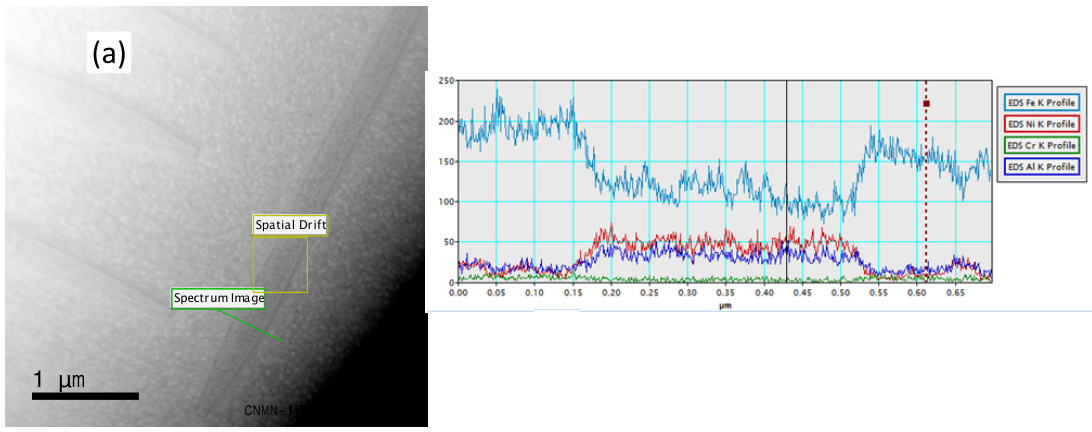 (a)
Spatial Drift
Spectrum Image
1 μm
250
200
150
100
50
0
0.00 0.05 0.10 0.15 0.20 0.25 0.30 0.35 0.40 0.45 0.50 0.55 0.60 0.65
μm
EDS Fe K Profile
EDS Ni K Profile
EDS Cr K Profile
EDS Al K Profile